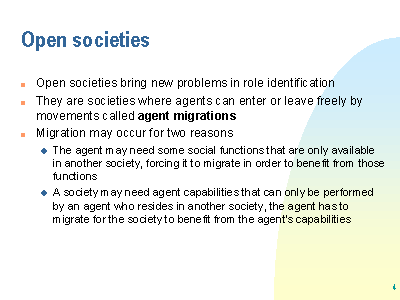 Open societies
Open societies bring new problems in role identification
They are societies where agents can enter or leave freely by
movements called agent migrations
Migration may occur for two reasons
The agent may need some social functions that are only available
in another society, forcing it to migrate in order to benefit from those
functions
A society may need agent capabilities that can only be performed
by an agent who resides in another society, the agent has to
migrate for the society to benefit from the agent's capabilities
4